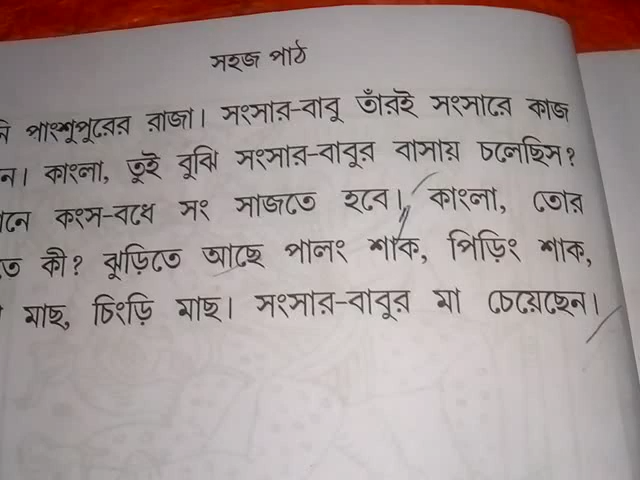 সহজ পাঠ
পাংশুপুরের রাজা। সংসার-বাবু তাঁরই সংসারে কাজ
ন। কাংলা, তুই বুঝি সংসার-বাবুর বাসায় চলেছিস?
নে কংস-বধে সং সাজতে হবে। কাংলা, তোর
তে কী? ঝুড়িতে আছে পালং শাক, পিড়িং শাক,
মাছ, চিংড়ি মাছ। সংসার-বাবুর মা চেয়েছেন।